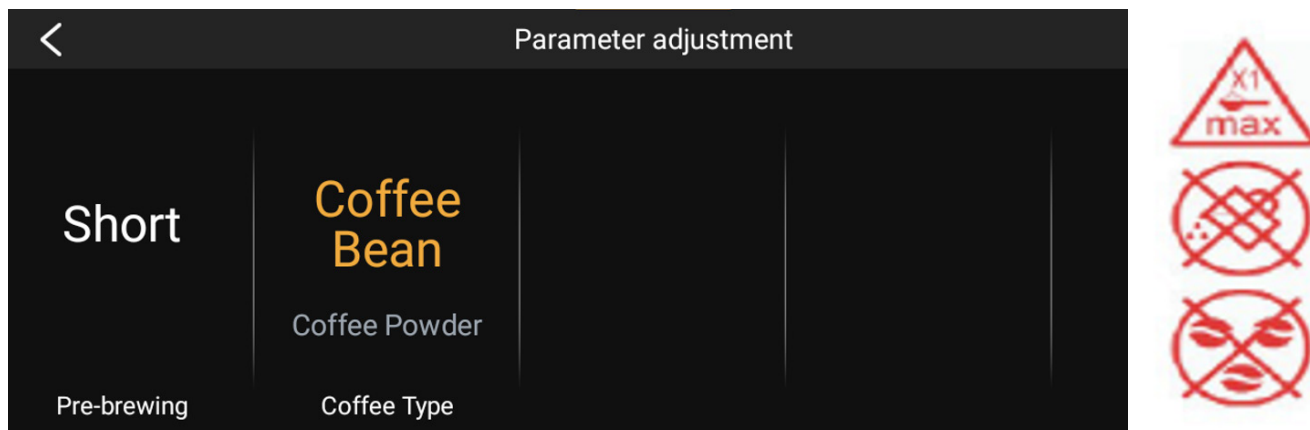 Parameter adjustment
Short
Coffee
Bean
Coffee Powder
Pre-brewing
Coffee Type
X1
max